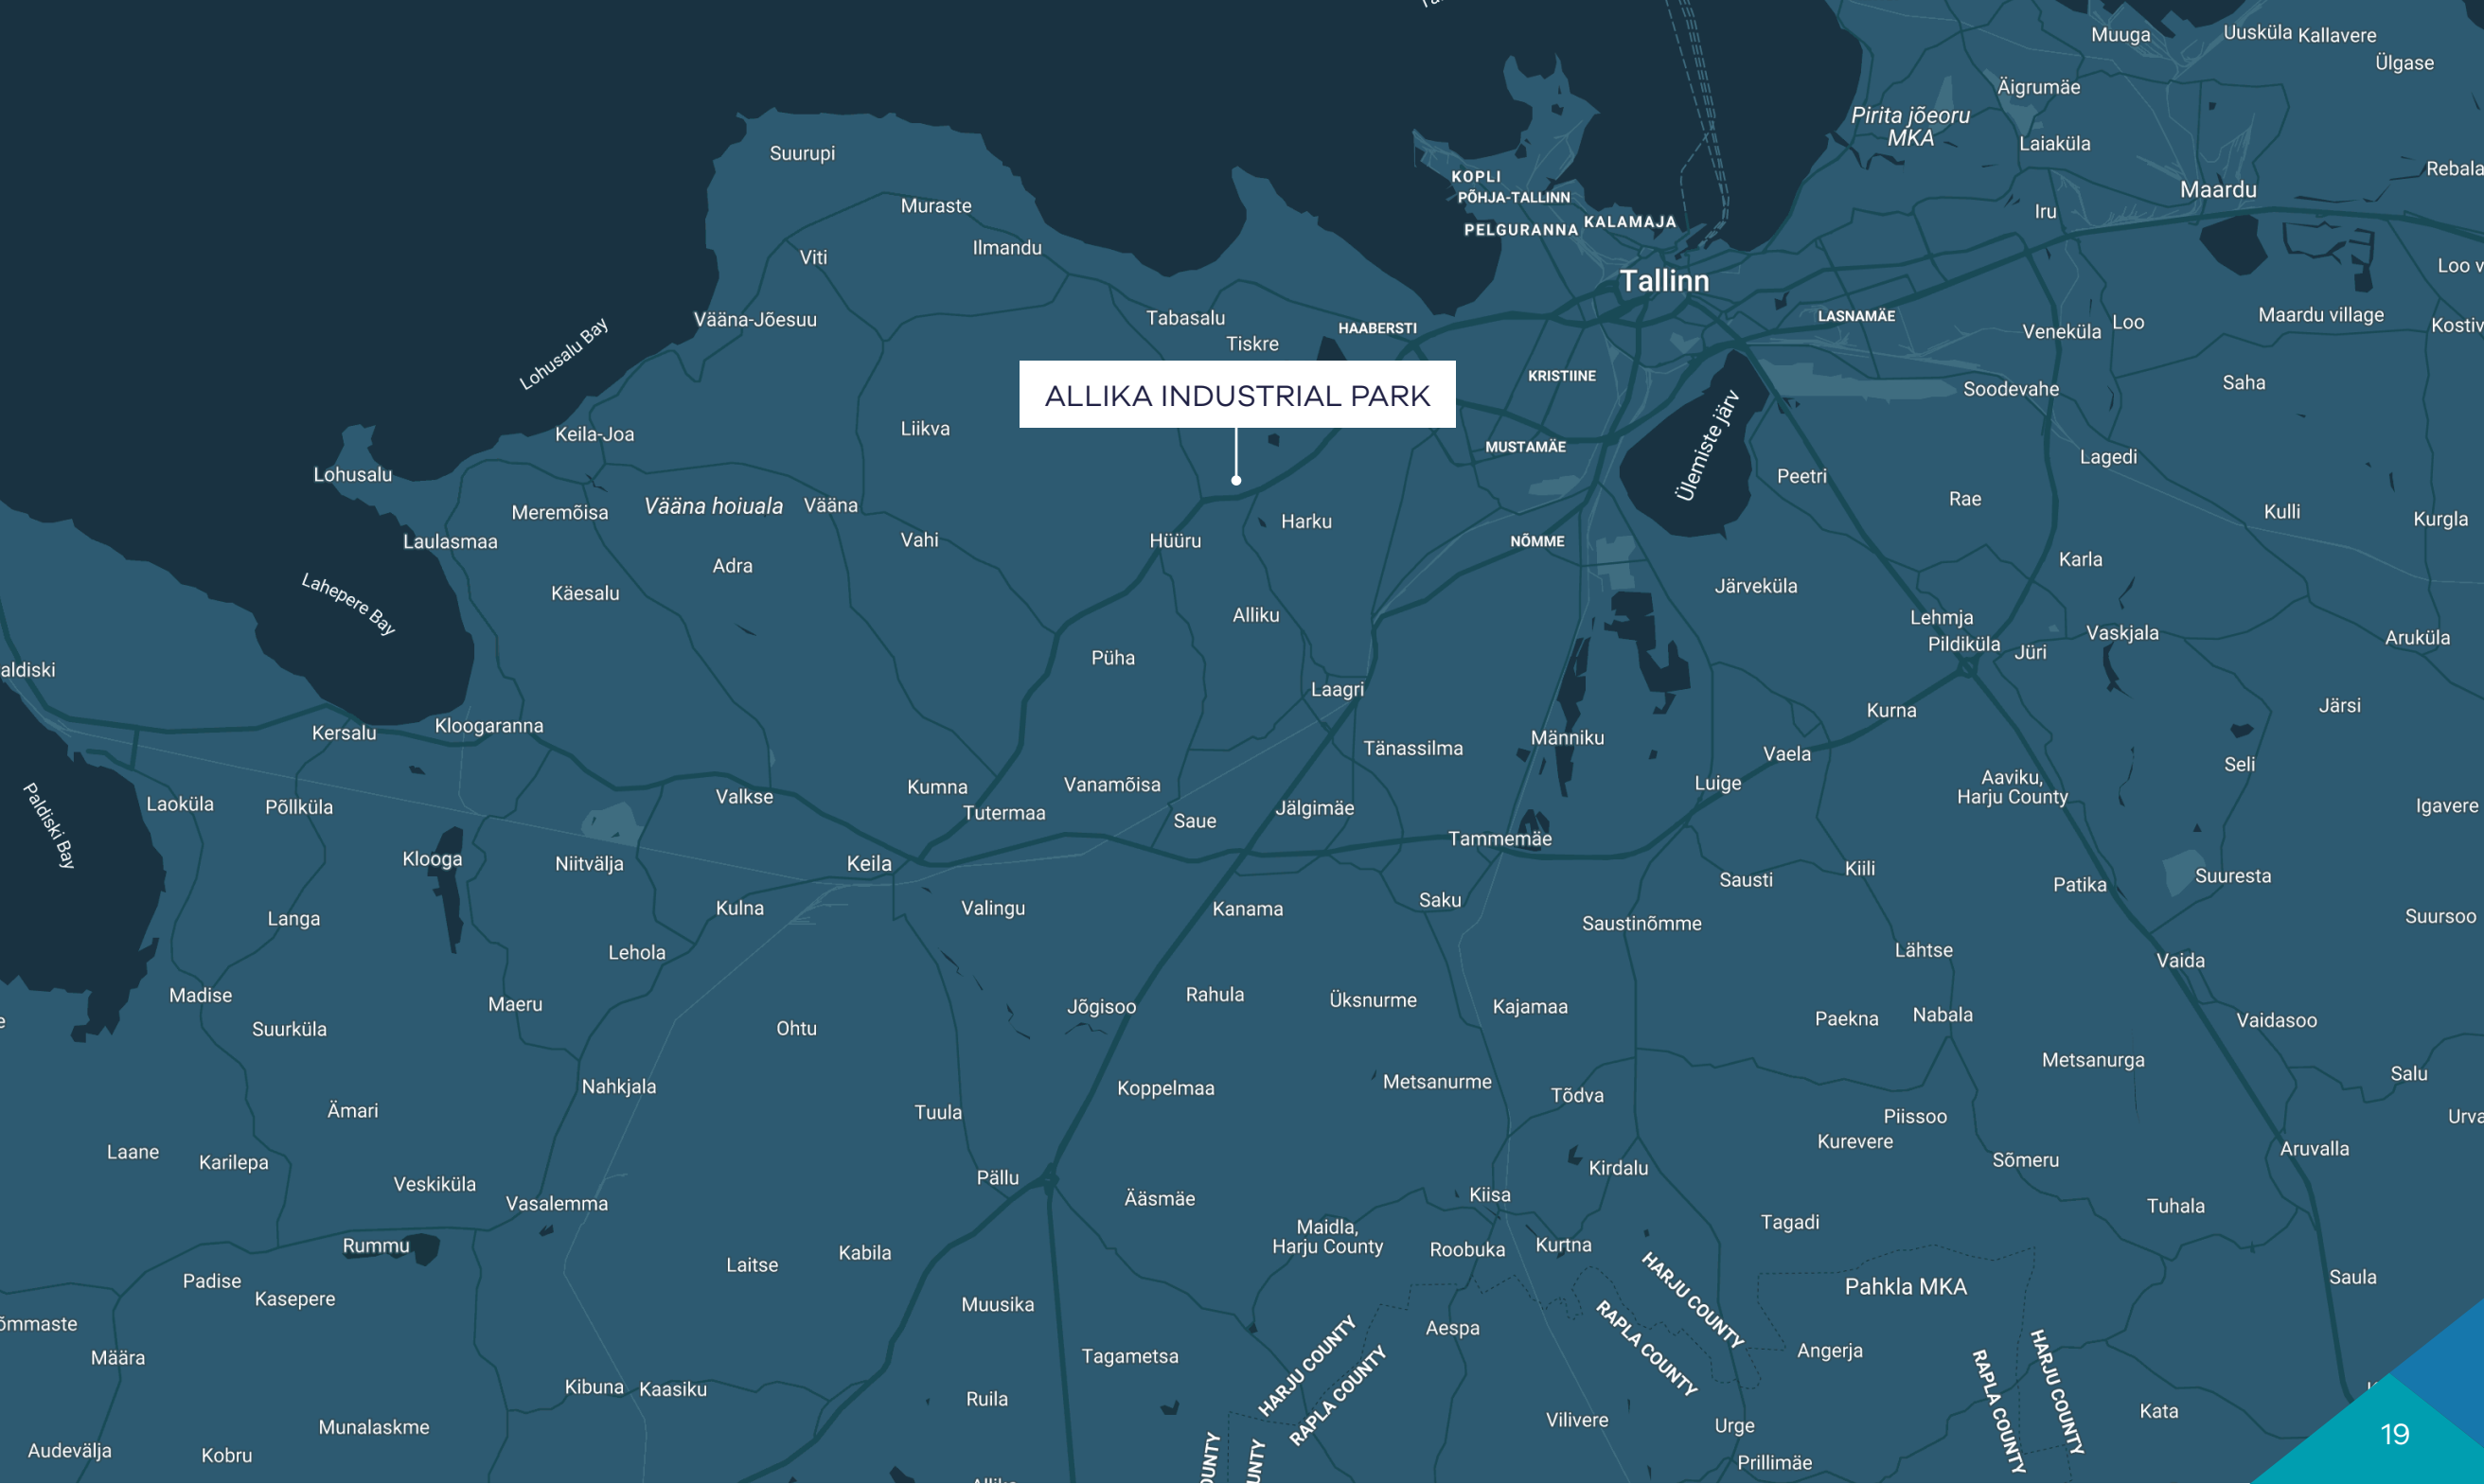 Muuga
Uusküla
Kallavere
Ülgase
Äigrumäe
Pirita jõeoru
MKA
Laiaküla
Suurupi
Rebala
KOPLI
Maardu
PÕHJA-TALLINN
Muraste
Iru
KALAMAJA
PELGURANNA
Ilmandu
Viti
Loo v
Tallinn
Vääna-Jõesuu
Tabasalu
LASNAMÄE
Maardu village
Loo
HAABERSTI
Veneküla
Kostiv
Tiskre
Lohusalu Bay
KRISTIINE
Saha
Soodevahe
ALLIKA INDUSTRIAL PARK
Liikva
Keila-Joa
Ülemiste järv
MUSTAMÄE
Lagedi
Lohusalu
Peetri
Rae
Vääna hoiuala
Vääna
Meremõisa
Kulli
Kurgla
Harku
Laulasmaa
Vahi
Hüüru
NÕMME
Karla
Adra
Järveküla
Käesalu
Lahepere Bay
Alliku
Lehmja
Vaskjala
Aruküla
Pildiküla
Jüri
Püha
aldiski
Laagri
Järsi
Kurna
Kloogaranna
Kersalu
Männiku
Tänassilma
Vaela
Seli
Aaviku,
Harju County
Luige
Vanamõisa
Kumna
Valkse
Laoküla
Põllküla
Igavere
Jälgimäe
Tutermaa
Saue
Paldiski Bay
Tammemäe
Klooga
Niitvälja
Keila
Kiili
Suuresta
Sausti
Patika
Saku
Kulna
Valingu
Kanama
Suursoo
Langa
Saustinõmme
Lähtse
Lehola
Vaida
Rahula
Madise
Üksnurme
Maeru
Jõgisoo
Kajamaa
Nabala
Paekna
Vaidasoo
e
Suurküla
Ohtu
Metsanurga
Salu
Metsanurme
Nahkjala
Koppelmaa
Tõdva
Ämari
Tuula
Piissoo
Urva
Kurevere
Aruvalla
Laane
Karilepa
Sõmeru
Kirdalu
Pällu
Veskiküla
Kiisa
Ääsmäe
Vasalemma
Tuhala
Tagadi
Maidla,
Harju County
Rummu
Kurtna
Roobuka
Kabila
Laitse
Saula
Padise
Pahkla MKA
Kasepere
HARJU COUNTY
Muusika
õmmaste
Aespa
RAPLA COUNTY
Angerja
Tagametsa
Määra
HARJU COUNTY
RAPLA COUNTY
HARJU COUNTY
RAPLA COUNTY
Kibuna
Kaasiku
Ruila
Kata
Vilivere
Urge
Munalaskme
19
Audevälja
Kobru
Prillimäe
OUNTY
UNTY